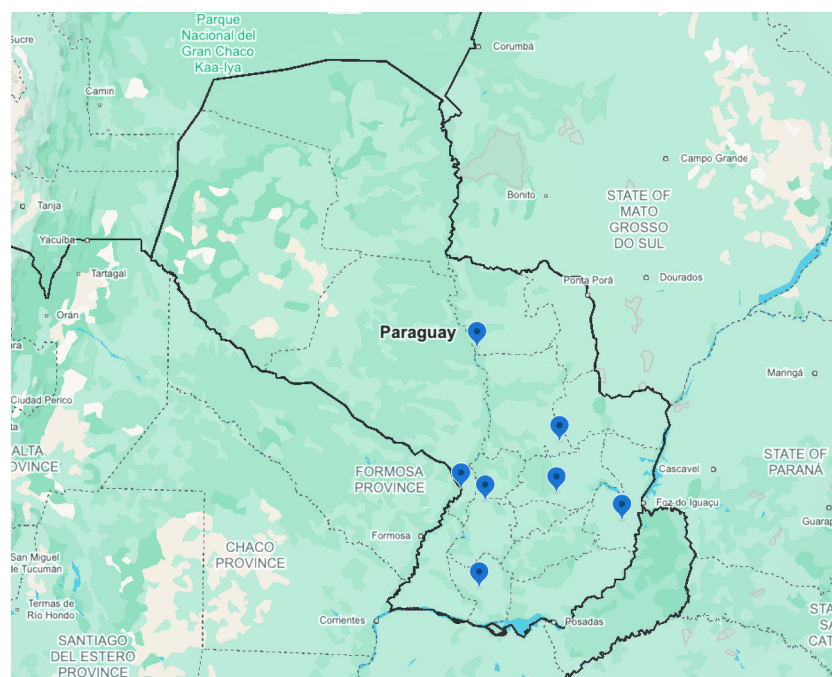 Parque
Nacional del
Gran Chaco
Kaa-Iya
Sucre
Corumbá
Camiri
Campo Grande
Tarija
Bonito
STATE OF
MATO
GROSSO
DO SUL
Yacuíba
Tartagal
Ponta Porã
Dourados
Orán
Paraguay
Maringá
Ciudad Perico
FORMOSA
PROVINCE
Cascavel
STATE OF
PARANÁ
Foz do Iguaçu
Formosa
CHACO
PROVINCE
San Miguel
de Tucumán
Termas de
Río Hondo
Corrientes
Posadas
SANTIAGO
DEL ESTERO
PROVINCE